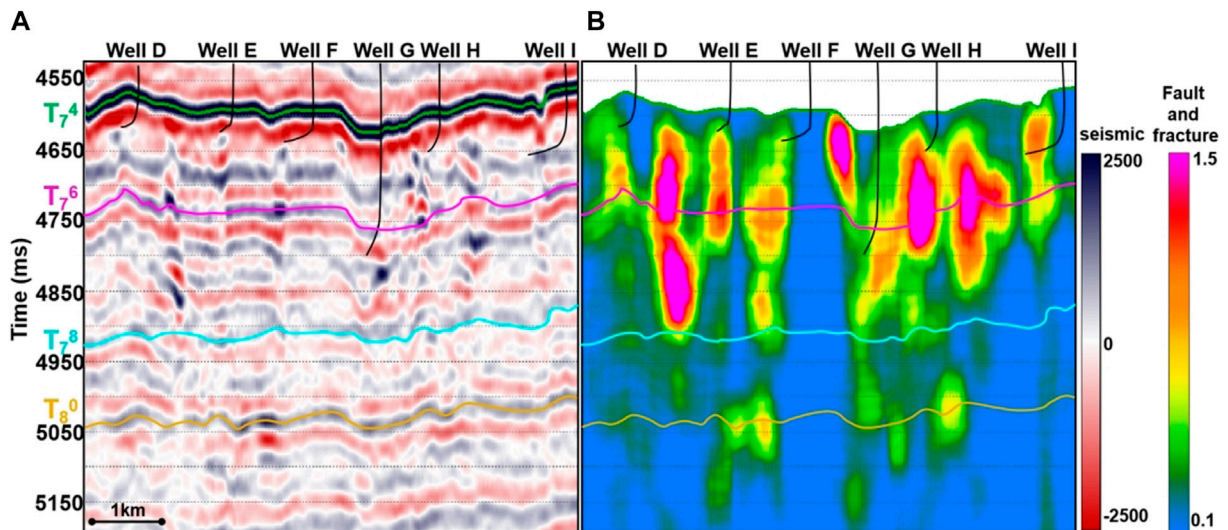 A
B
Well D Well E Well F Well G Well H Well I
Well D Well E Well F Well G Well H Well I
4550
4650
4750
4850
4950
5050
5150
Time (ms)
T₇⁴
T₇⁶
T₇⁸
T₈⁰
1km
seismic
2500
0
-2500
Fault
and
fracture
1.5
0.1